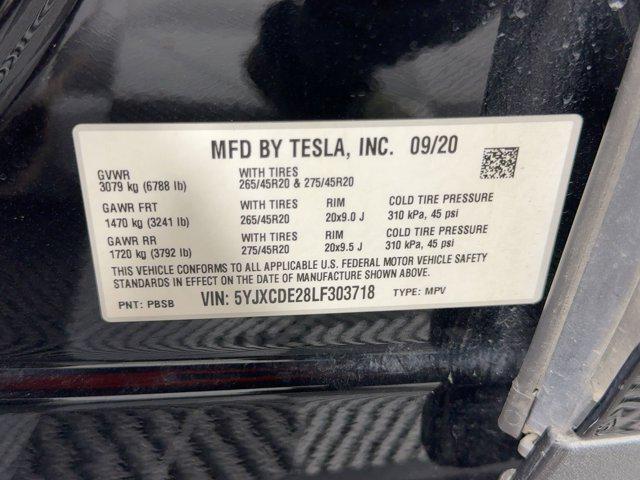 MFD BY TESLA, INC. 09/20
GVWR
3079 kg (6788 lb)
WITH TIRES
265/45R20 & 275/45R20
GAWR FRT
1470 kg (3241 lb)
WITH TIRES
265/45R20
RIM
20x9.0 J
COLD TIRE PRESSURE
310 kPa, 45 psi
GAWR RR
1720 kg (3792 lb)
WITH TIRES
275/45R20
RIM
20x9.5 J
COLD TIRE PRESSURE
310 kPa, 45 psi
THIS VEHICLE CONFORMS TO ALL APPLICABLE U.S. FEDERAL MOTOR VEHICLE SAFETY
STANDARDS IN EFFECT ON THE DATE OF MANUFACTURE SHOWN ABOVE.
PNT: PBSB VIN: 5YJXCDE28LF303718 TYPE: MPV